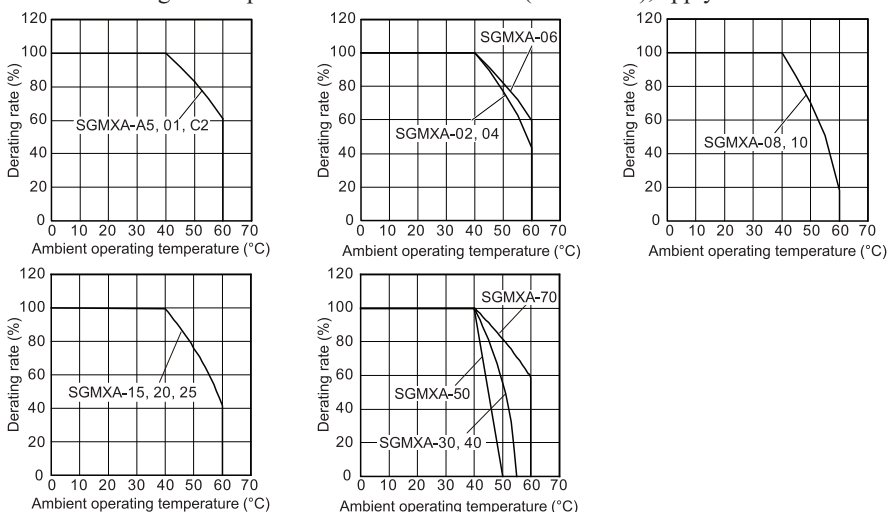 120
100
80
60
40
20
0
Derating rate (%)
SGMXA-A5, 01, C2
0 10 20 30 40 50 60 70
Ambient operating temperature (°C)
120
100
80
60
40
20
0
Derating rate (%)
SGMXA-06
SGMXA-02, 04
0 10 20 30 40 50 60 70
Ambient operating temperature (°C)
120
100
80
60
40
20
0
Derating rate (%)
SGMXA-08, 10
0 10 20 30 40 50 60 70
Ambient operating temperature (°C)
120
100
80
60
40
20
0
Derating rate (%)
SGMXA-15, 20, 25
0 10 20 30 40 50 60 70
Ambient operating temperature (°C)
120
100
80
60
40
20
0
Derating rate (%)
SGMXA-70
SGMXA-50
SGMXA-30, 40
0 10 20 30 40 50 60 70
Ambient operating temperature (°C)